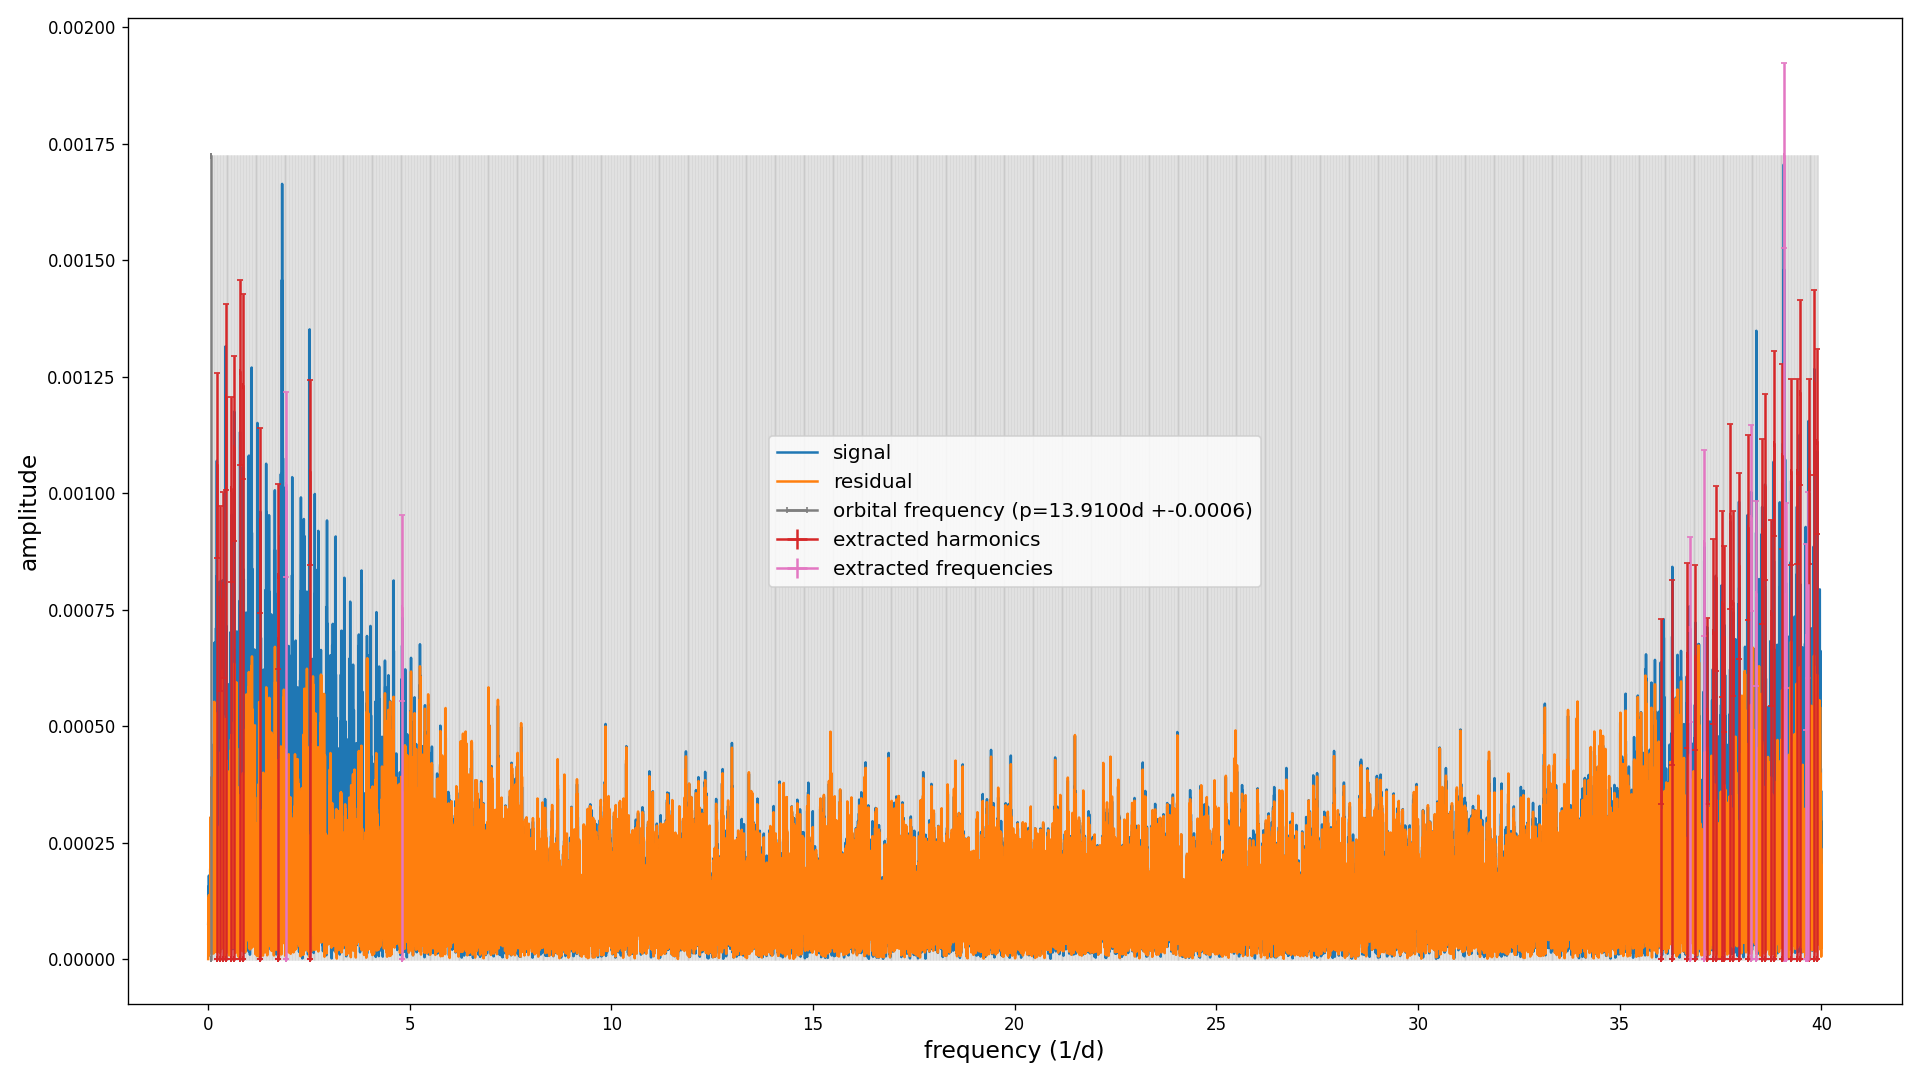 0.00200
0.00175
0.00150
0.00125
0.00100
0.00075
0.00050
0.00025
0.00000
amplitude
signal
residual
orbital frequency (p=13.9100d +-0.0006)
extracted harmonics
extracted frequencies
0 5 10 15 20 25 30 35 40
frequency (1/d)